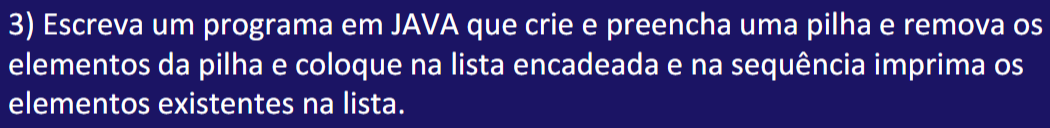 3) Escreva um programa em JAVA que crie e preencha uma pilha e remova os
elementos da pilha e coloque na lista encadeada e na sequência imprima os
elementos existentes na lista.